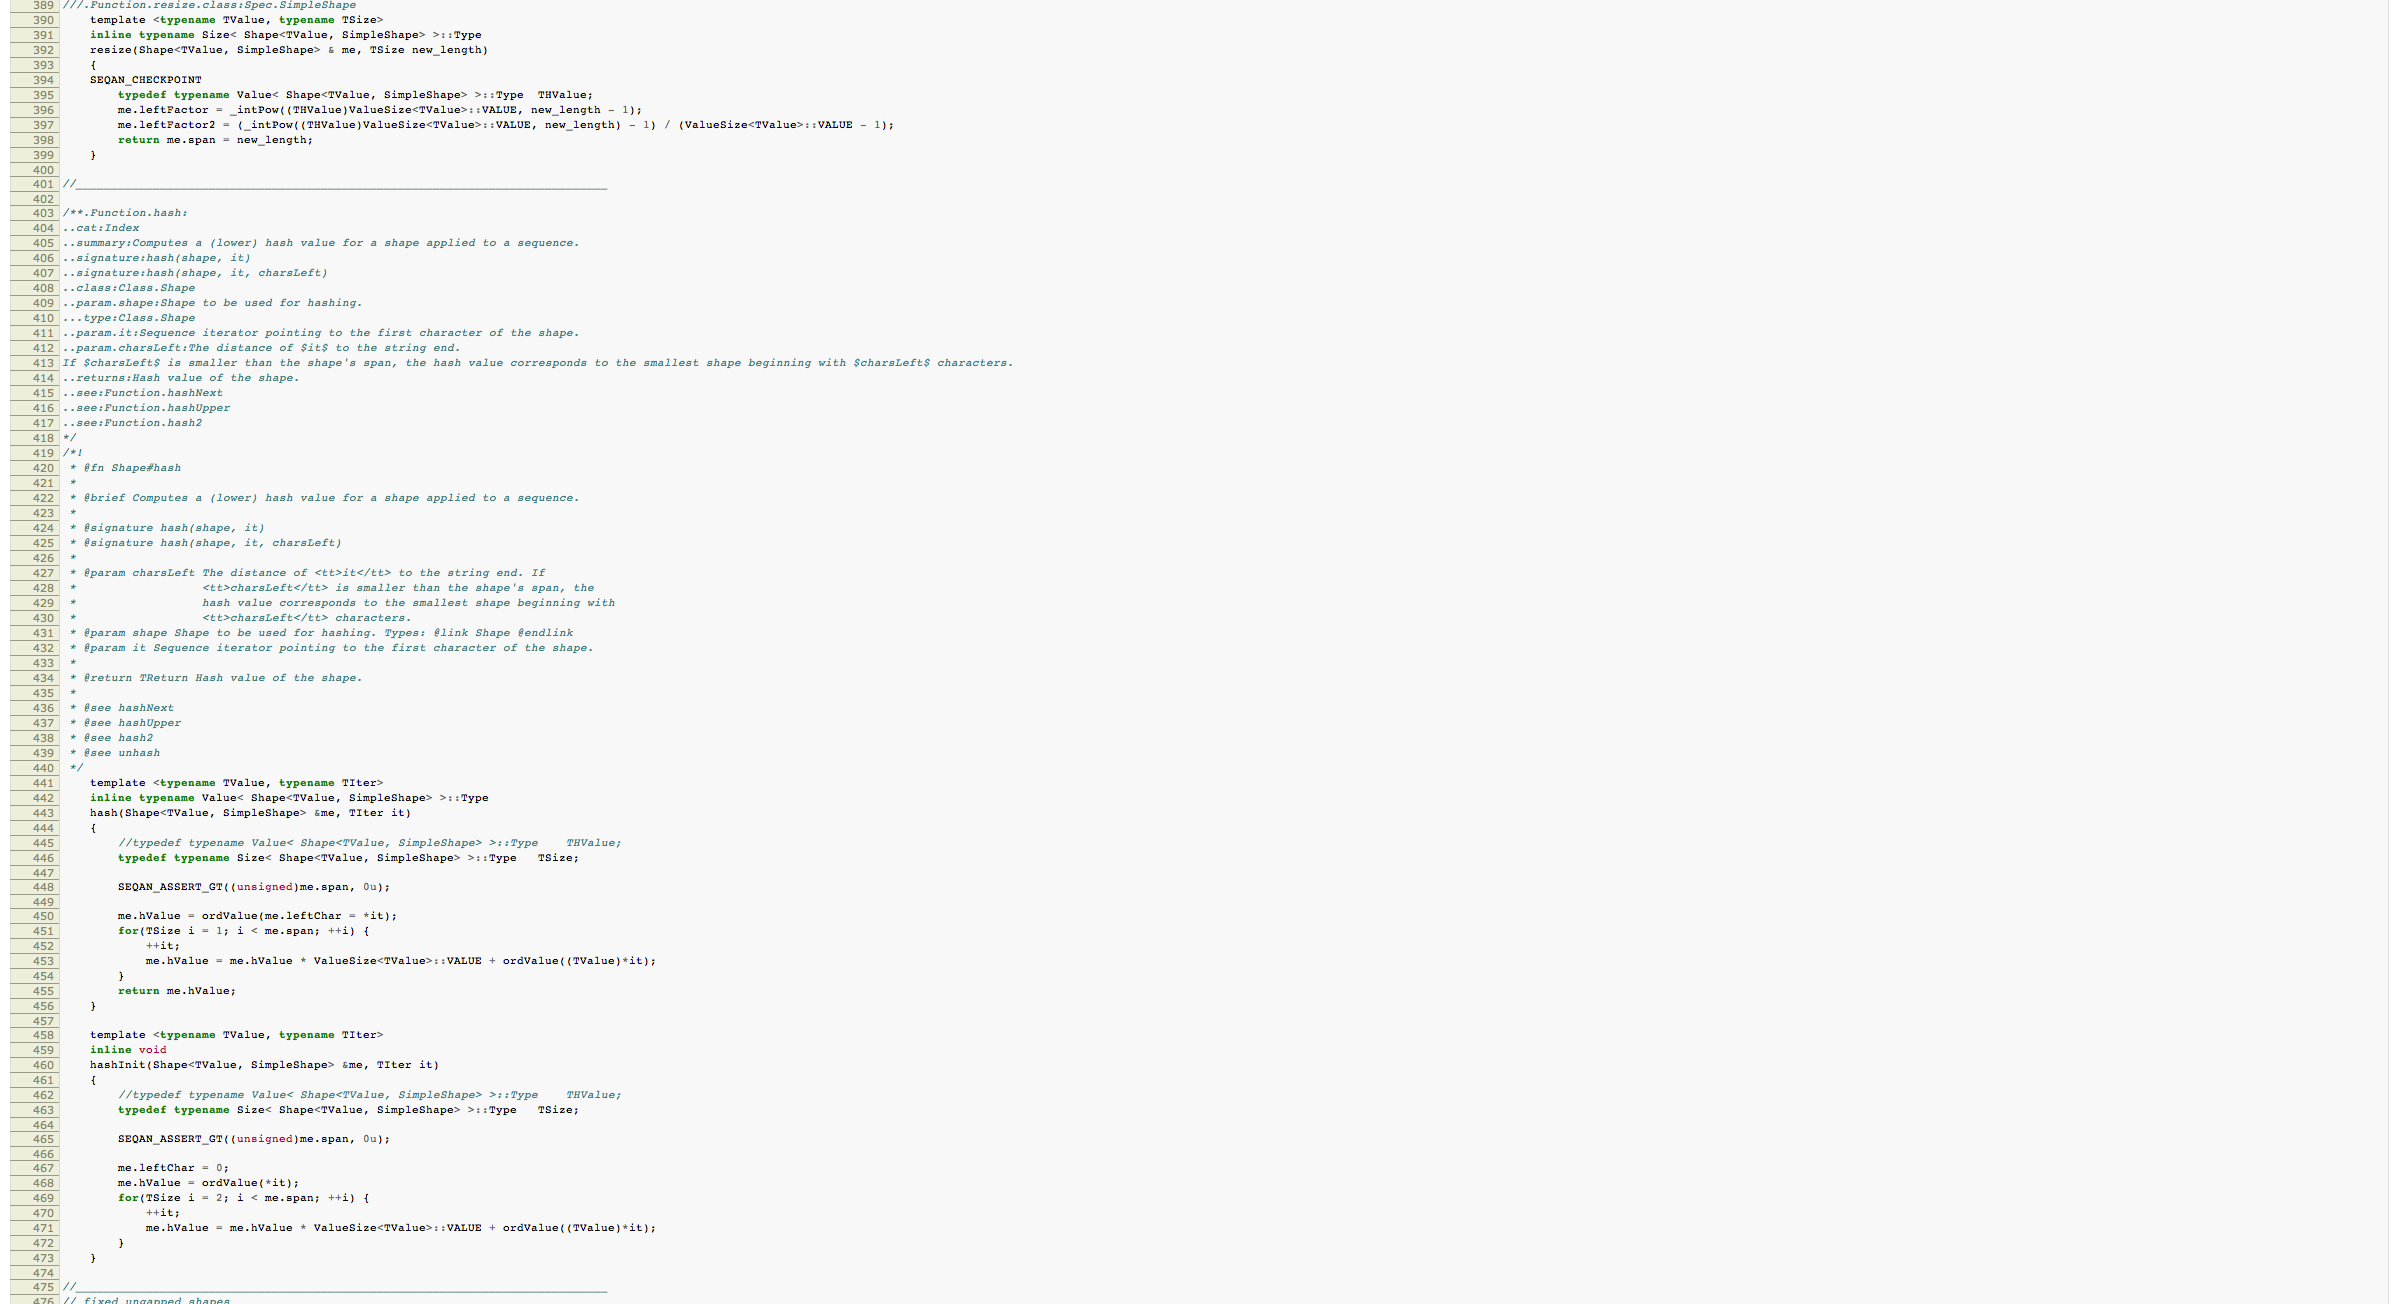 389 ///.Function.resize.class:Spec.SimpleShape
390     template <typename TValue, typename TSize>
391     inline typename Size< Shape<TValue, SimpleShape> >::Type
392     resize(Shape<TValue, SimpleShape> & me, TSize new_length)
393     {
394     SEQAN_CHECKPOINT
395         typedef typename Value< Shape<TValue, SimpleShape> >::Type  THValue;
396         me.leftFactor = _intPow((THValue)ValueSize<TValue>::VALUE, new_length - 1);
397         me.leftFactor2 = (_intPow((THValue)ValueSize<TValue>::VALUE, new_length) - 1) / (ValueSize<TValue>::VALUE - 1);
398         return me.span = new_length;
399     }
400
401 //____________________________________________________________________________
402
403 /**.Function.hash:
404 ..cat:Index
405 ..summary:Computes a (lower) hash value for a shape applied to a sequence.
406 ..signature:hash(shape, it)
407 ..signature:hash(shape, it, charsLeft)
408 ..class:Class.Shape
409 ..param.shape:Shape to be used for hashing.
410 ...type:Class.Shape
411 ..param.it:Sequence iterator pointing to the first character of the shape.
412 ..param.charsLeft:The distance of $it$ to the string end.
413 If $charsLeft$ is smaller than the shape's span, the hash value corresponds to the smallest shape beginning with $charsLeft$ characters.
414 ..returns:Hash value of the shape.
415 ..see:Function.hashNext
416 ..see:Function.hashUpper
417 ..see:Function.hash2
418 */
419 /*!
420  * @fn Shape#hash
421  *
422  * @brief Computes a (lower) hash value for a shape applied to a sequence.
423  *
424  * @signature hash(shape, it)
425  * @signature hash(shape, it, charsLeft)
426  *
427  * @param charsLeft The distance of <tt>it</tt> to the string end. If
428  *                  <tt>charsLeft</tt> is smaller than the shape's span, the
429  *                  hash value corresponds to the smallest shape beginning with
430  *                  <tt>charsLeft</tt> characters.
431  * @param shape Shape to be used for hashing. Types: @link Shape @endlink
432  * @param it Sequence iterator pointing to the first character of the shape.
433  *
434  * @return TReturn Hash value of the shape.
435  *
436  * @see hashNext
437  * @see hashUpper
438  * @see hash2
439  * @see unhash
440  */
441     template <typename TValue, typename TIter>
442     inline typename Value< Shape<TValue, SimpleShape> >::Type
443     hash(Shape<TValue, SimpleShape> &me, TIter it)
444     {
445         //typedef typename Value< Shape<TValue, SimpleShape> >::Type    THValue;
446         typedef typename Size< Shape<TValue, SimpleShape> >::Type   TSize;
447
448         SEQAN_ASSERT_GT((unsigned)me.span, 0u);
449
450         me.hValue = ordValue(me.leftChar = *it);
451         for(TSize i = 1; i < me.span; ++i) {
452             ++it;
453             me.hValue = me.hValue * ValueSize<TValue>::VALUE + ordValue((TValue)*it);
454         }
455         return me.hValue;
456     }
457
458     template <typename TValue, typename TIter>
459     inline void
460     hashInit(Shape<TValue, SimpleShape> &me, TIter it)
461     {
462         //typedef typename Value< Shape<TValue, SimpleShape> >::Type    THValue;
463         typedef typename Size< Shape<TValue, SimpleShape> >::Type   TSize;
464
465         SEQAN_ASSERT_GT((unsigned)me.span, 0u);
466
467         me.leftChar = 0;
468         me.hValue = ordValue(*it);
469         for(TSize i = 2; i < me.span; ++i) {
470             ++it;
471             me.hValue = me.hValue * ValueSize<TValue>::VALUE + ordValue((TValue)*it);
472         }
473     }
474
475 //____________________________________________________________________________
476 // fixed ungapped shapes